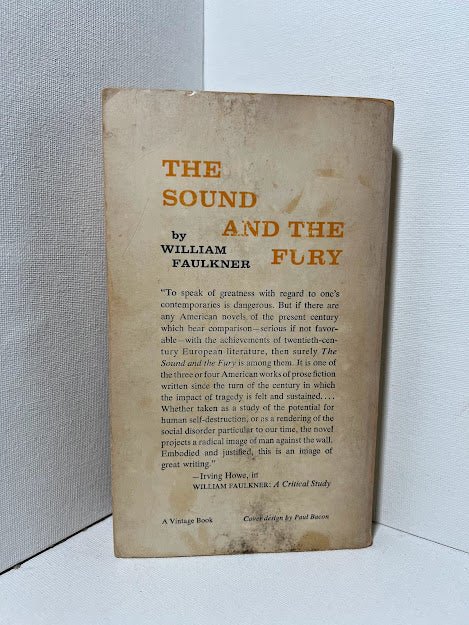 THE
SOUND
AND THE
by
WILLIAM
FURY
FAULKNER
“To speak of greatness with regard to one's
contemporaries is dangerous. But if there are
any American novels of the present century
which bear comparison—serious if not favor-
able—with the achievements of twentieth-cen-
tury European literature, then surely The
Sound and the Fury is among them. It is one of
the three or four American works of prose fiction
written since the turn of the century in which
the impact of tragedy is felt and sustained. . . .
Whether taken as a study of the potential for
human self-destruction, or as a rendering of the
social disorder particular to our time, the novel
projects a radical image of man against the wall.
Embodied and justified, this is an image of
great writing.”
—Irving Howe, in
WILLIAM FAULKNER: A Critical Study
A Vintage Book
Cover design by Paul Bacon